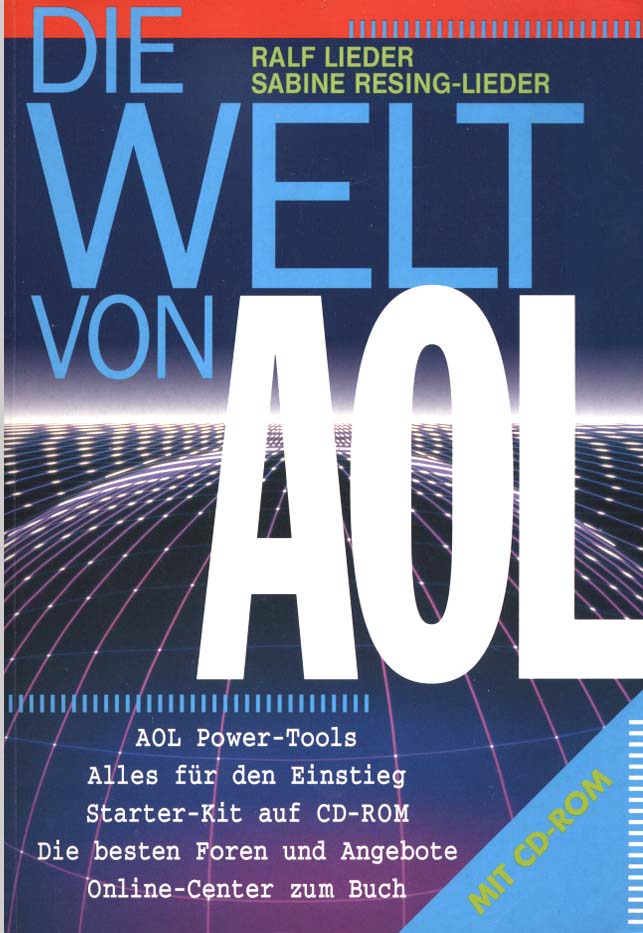 DIE
RALF LIEDER
SABINE RESING-LIEDER
WELT
VON
AOL
AOL Power-Tools
Alles für den Einstieg
Starter-Kit auf CD-ROM
Die besten Foren und Angebote
Online-Center zum Buch
MIT CD-ROM